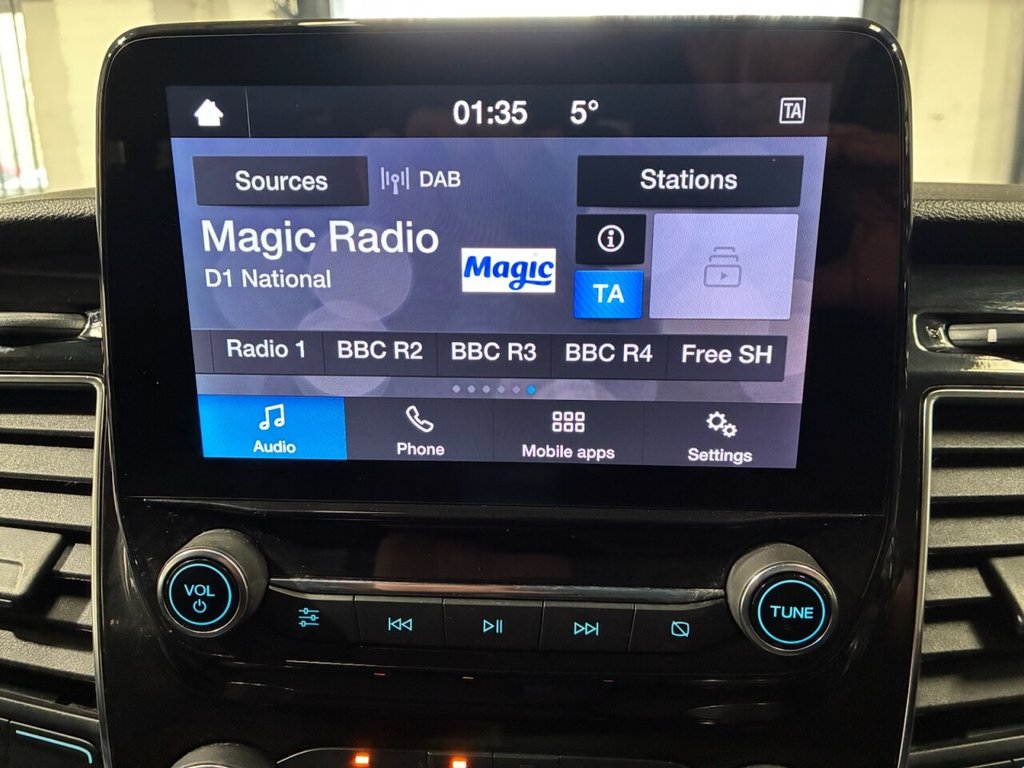 01:35 5° TA
Sources DAB Stations
Magic Radio
D1 National
Magic
i
TA
Radio 1 BBC R2 BBC R3 BBC R4 Free SH
Audio Phone Mobile apps Settings
VOL
TUNE